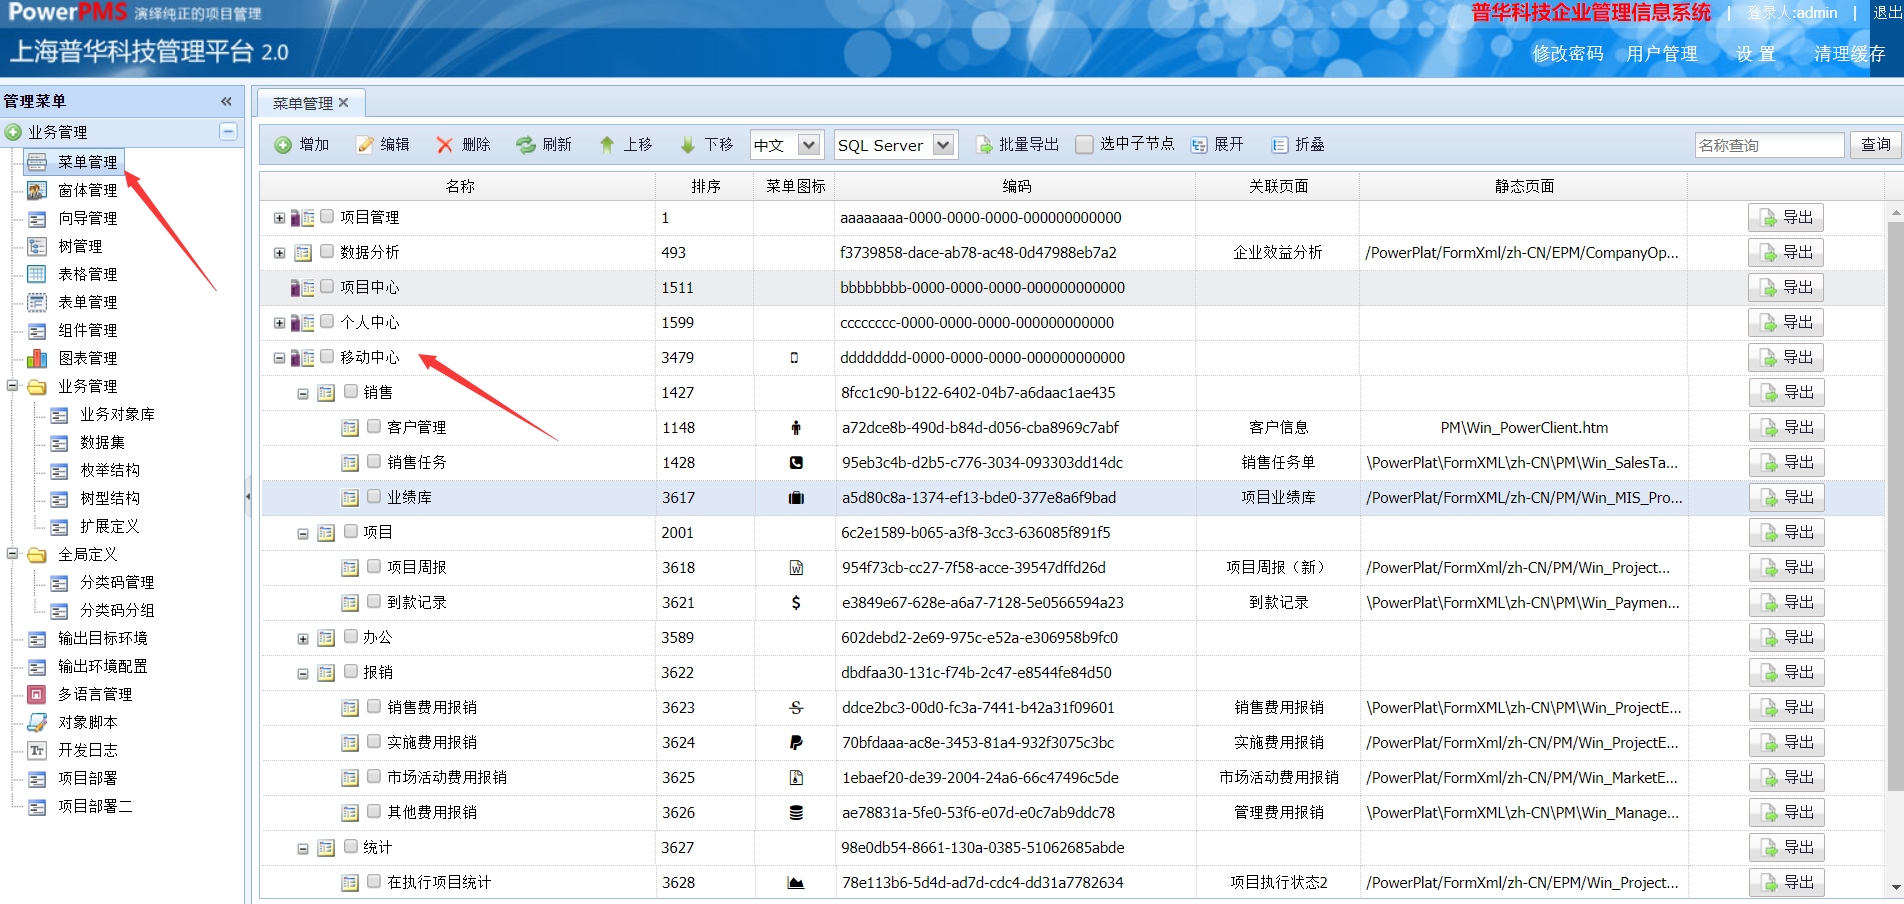 PowerPMS 演绎纯正的项目管理
普华科技企业管理信息系统 | 登录人:admin | 退出
上海普华科技管理平台 2.0
修改密码 用户管理 设 置 清理缓存
管理菜单 «
业务管理
菜单管理
窗体管理
向导管理
树管理
表格管理
表单管理
组件管理
图表管理
业务管理
业务对象库
数据集
枚举结构
树型结构
扩展定义
全局定义
分类码管理
分类码分组
输出目标环境
输出环境配置
多语言管理
对象脚本
开发日志
项目部署
项目部署二
菜单管理 ×
增加 编辑 删除 刷新 上移 下移 中文 SQL Server 批量导出 选中子节点 展开 折叠 名称查询 查询
名称 排序 菜单图标 编码 关联页面 静态页面
项目管理 1 aaaaaaaa-0000-0000-0000-000000000000 导出
数据分析 493 f3739858-dace-ab78-ac48-0d47988eb7a2 企业效益分析 /PowerPlat/FormXml/zh-CN/EPM/CompanyOp... 导出
项目中心 1511 bbbbbbbb-0000-0000-0000-000000000000 导出
个人中心 1599 cccccccc-0000-0000-0000-000000000000 导出
移动中心 3479 dddddddd-0000-0000-0000-000000000000 导出
销售 1427 8fcc1c90-b122-6402-04b7-a6daac1ae435 导出
客户管理 1148 a72dce8b-490d-b84d-d056-cba8969c7abf 客户信息 PM\Win_PowerClient.htm 导出
销售任务 1428 95eb3c4b-d2b5-c776-3034-093303dd14dc 销售任务单 \PowerPlat\FormXML\zh-CN\PM\Win_SalesTa... 导出
业绩库 3617 a5d80c8a-1374-ef13-bde0-377e8a6f9bad 项目业绩库 /PowerPlat/FormXML/zh-CN/PM/Win_MIS_Pro... 导出
项目 2001 6c2e1589-b065-a3f8-3cc3-636085f891f5 导出
项目周报 3618 954f73cb-cc27-7f58-acce-39547dffd26d 项目周报（新） /PowerPlat/FormXml/zh-CN/PM/Win_Project... 导出
到款记录 3621 e3849e67-628e-a6a7-7128-5e0566594a23 到款记录 \PowerPlat\FormXML\zh-CN\PM\Win_Paymen... 导出
办公 3589 602debd2-2e69-975c-e52a-e306958b9fc0 导出
报销 3622 dbdfaa30-131c-f74b-2c47-e8544fe84d50 导出
销售费用报销 3623 ddce2bc3-00d0-fc3a-7441-b42a31f09601 销售费用报销 \PowerPlat\FormXML\zh-CN\PM\Win_ProjectE... 导出
实施费用报销 3624 70bfdaaa-ac8e-3453-81a4-932f3075c3bc 实施费用报销 /PowerPlat/FormXml/zh-CN/PM/Win_ProjectE... 导出
市场活动费用报销 3625 1ebaef20-de39-2004-24a6-66c47496c5de 市场活动费用报销 /PowerPlat/FormXml/zh-CN/PM/Win_MarketE... 导出
其他费用报销 3626 ae78831a-5fe0-53f6-e07d-e0c7ab9ddc78 管理费用报销 \PowerPlat\FormXML\zh-CN\PM\Win_Manage... 导出
统计 3627 98e0db54-8661-130a-0385-51062685abde 导出
在执行项目统计 3628 78e113b6-5d4d-ad7d-cdc4-dd31a7782634 项目执行状态2 /PowerPlat/FormXml/zh-CN/EPM/Win_Project... 导出